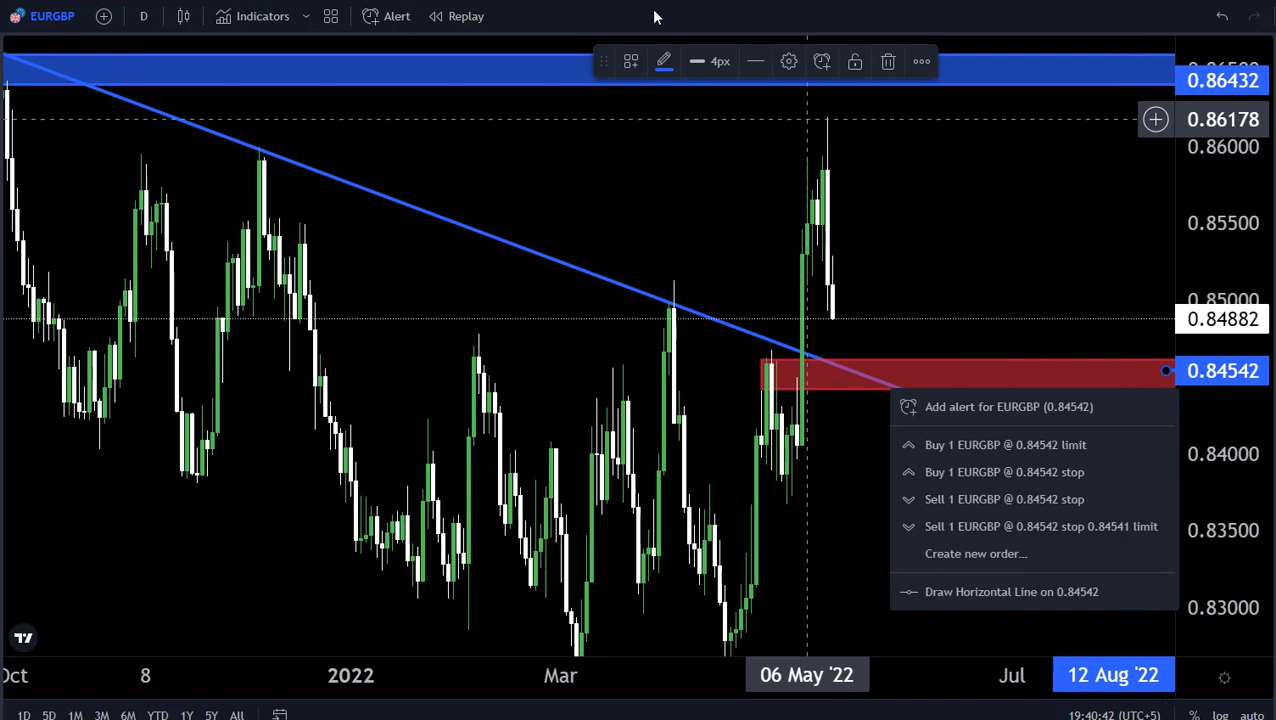 EURGBP D Indicators Alert Replay
4px
0.86500
0.86432
0.86178
0.86000
0.85500
0.85000
0.84882
0.84542
Add alert for EURGBP (0.84542)
Buy 1 EURGBP @ 0.84542 limit
0.84000
Buy 1 EURGBP @ 0.84542 stop
Sell 1 EURGBP @ 0.84542 stop
Sell 1 EURGBP @ 0.84542 stop 0.84541 limit
0.83500
Create new order...
Draw Horizontal Line on 0.84542
0.83000
Oct 8 2022 Mar 06 May '22 Jul 12 Aug '22
1D 5D 1M 3M 6M YTD 1Y 5Y All 19:40:42 (UTC+5) % log auto